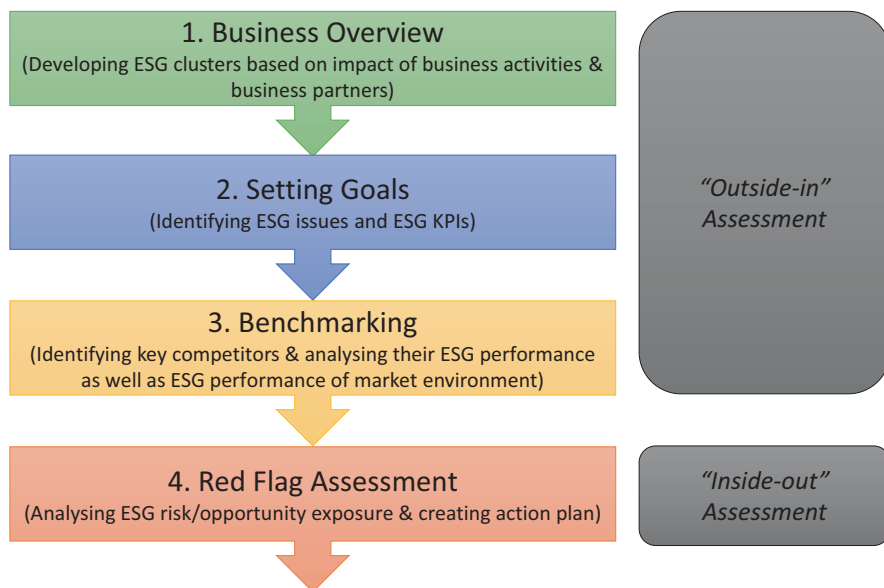 1. Business Overview
(Developing ESG clusters based on impact of business activities &
business partners)
2. Setting Goals
(Identifying ESG issues and ESG KPIs)
3. Benchmarking
(Identifying key competitors & analysing their ESG performance
as well as ESG performance of market environment)
4. Red Flag Assessment
(Analysing ESG risk/opportunity exposure & creating action plan)
“Outside-in”
Assessment
“Inside-out”
Assessment